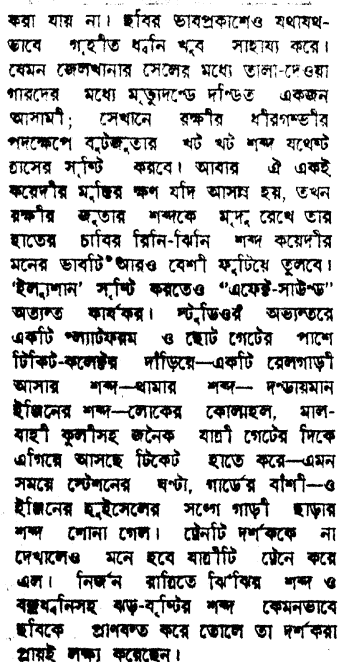 করা যায় না। ছবির ভাবপ্রকাশেও যথাযথ-
ভাবে গৃহীত ধ্বনি খুব সাহায্য করে।
যেমন জেলখানার সেলের মধ্যে তালা-দেওয়া
গারদের মধ্যে মৃত্যুদণ্ডে দণ্ডিত একজন
আসামী; সেখানে রক্ষীর ধীরগম্ভীর
পদক্ষেপে বুটজুতার খট খট শব্দ যথেষ্ট
ত্রাসের সৃষ্টি করবে। আবার ঐ একই
কয়েদীর মুক্তির ক্ষণ যদি আসন্ন হয়, তখন
রক্ষীর জুতার শব্দকে মৃদু রেখে তার
হাতের চাবির রিনি-ঝিনি শব্দ কয়েদীর
মনের ভাবটি আরও বেশী ফুটিয়ে তুলবে।
'ইল্যুশান' সৃষ্টি করতেও "এফেক্ট-সাউন্ড"
অত্যন্ত কার্যকর। স্টুডিওর অভ্যন্তরে
একটি প্ল্যাটফরম ও ছোট গেটের পাশে
টিকিট-কলেক্টর দাঁড়িয়ে—একটি রেলগাড়ী
আসার শব্দ—থামার শব্দ— দণ্ডায়মান
ইঞ্জিনের শব্দ—লোকের কোলাহল, মাল-
বাহী কুলীসহ জনৈক যাত্রী গেটের দিকে
এগিয়ে আসছে টিকেট হাতে করে—এমন
সময়ে স্টেশনের ঘণ্টা, গার্ডের বাঁশী—ও
ইঞ্জিনের হুইসেলের সঙ্গে গাড়ী ছাড়ার
শব্দ শোনা গেল। ট্রেনটি দর্শককে না
দেখালেও মনে হবে যাত্রীটি ট্রেনে করে
এল। নির্জন রাত্রিতে ঝিঁঝির শব্দ ও
বজ্রধ্বনিসহ ঝড়-বৃষ্টির শব্দ কেমনভাবে
ছবিকে প্রাণবন্ত করে তোলে তা দর্শকরা
প্রায়ই লক্ষ্য করেছেন।